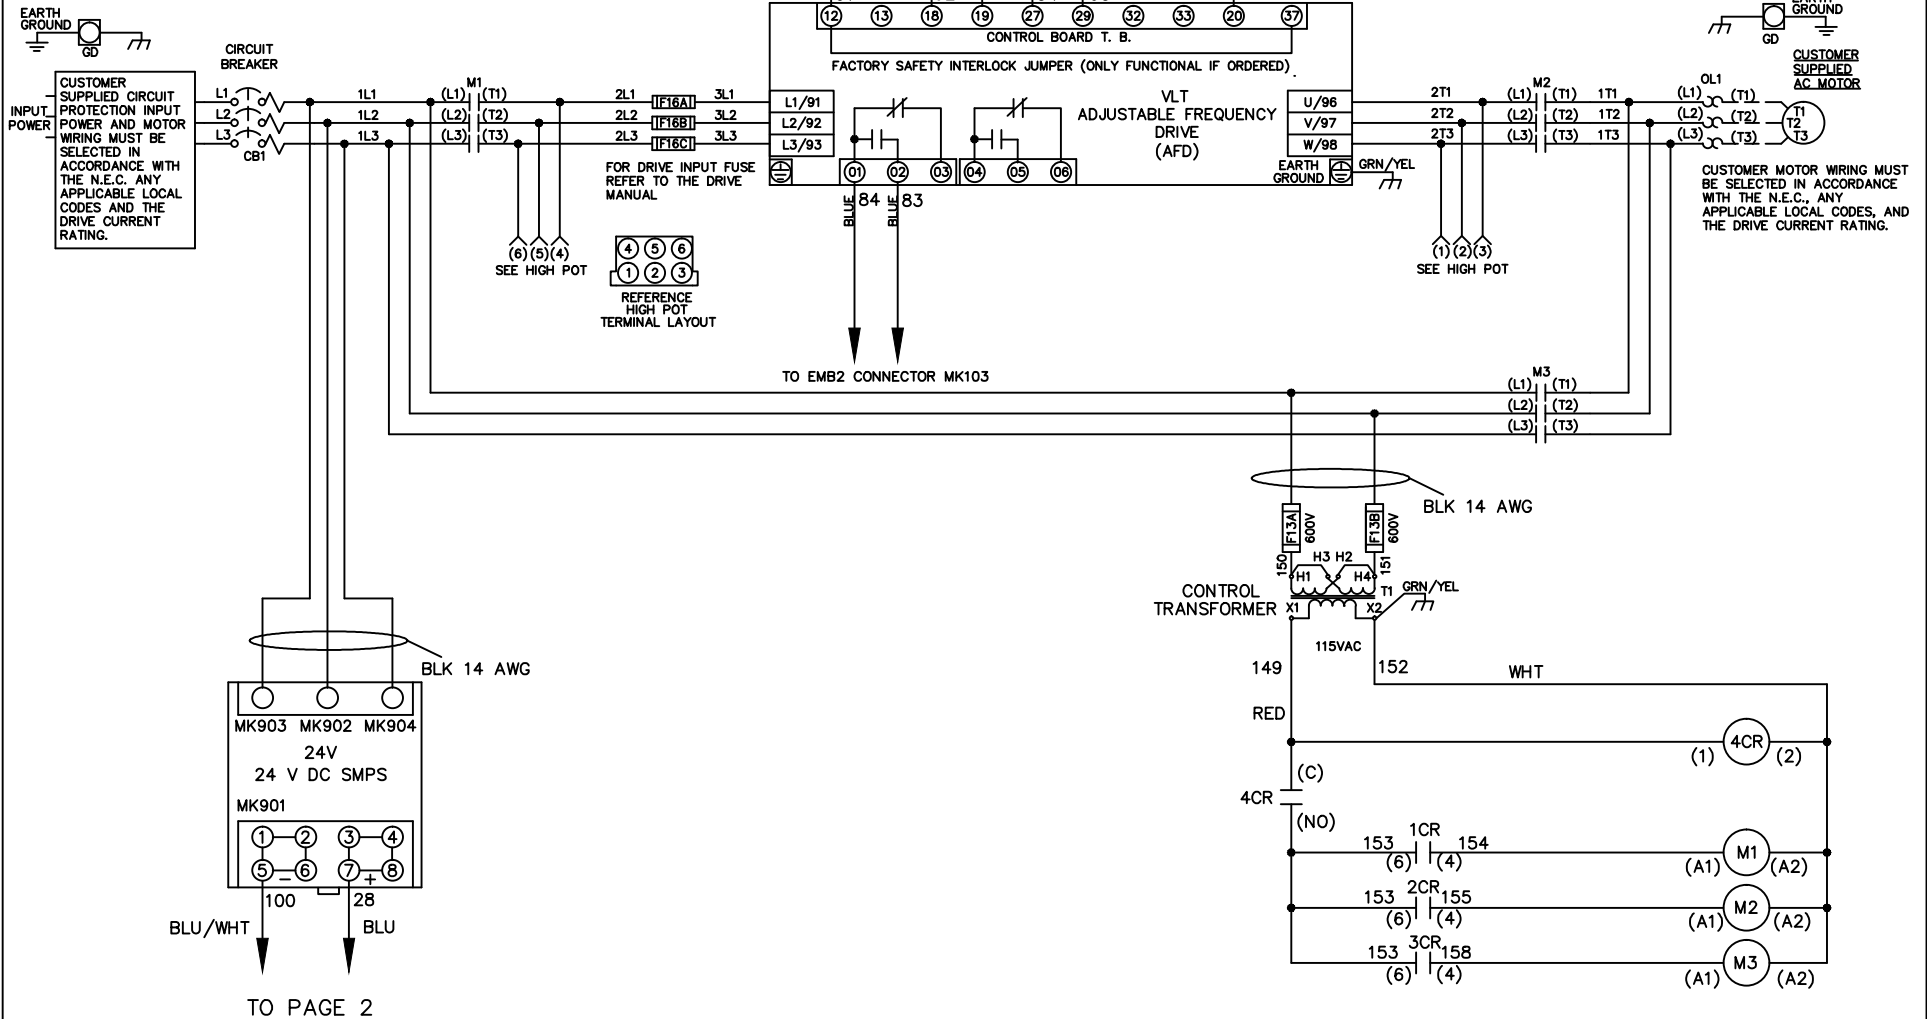 EARTH
GROUND
GD
CIRCUIT
BREAKER
INPUT
POWER
CUSTOMER
SUPPLIED CIRCUIT
PROTECTION INPUT
POWER AND MOTOR
WIRING MUST BE
SELECTED IN
ACCORDANCE WITH
THE N.E.C. ANY
APPLICABLE LOCAL
CODES AND THE
DRIVE CURRENT
RATING.
L1
L2
L3
CB1
1L1
1L2
1L3
M1
(L1) (T1)
(L2) (T2)
(L3) (T3)
2L1 F16A 3L1
2L2 F16B 3L2
2L3 F16C 3L3
FOR DRIVE INPUT FUSE
REFER TO THE DRIVE
MANUAL
(6) (5) (4)
SEE HIGH POT
4 5 6
1 2 3
REFERENCE
HIGH POT
TERMINAL LAYOUT
12 13 18 19 27 29 32 33 20 37
CONTROL BOARD T. B.
FACTORY SAFETY INTERLOCK JUMPER (ONLY FUNCTIONAL IF ORDERED)
L1/91
L2/92
L3/93
VLT
ADJUSTABLE FREQUENCY
DRIVE
(AFD)
U/96
V/97
W/98
EARTH
GROUND
GRN/YEL
01 02 03 04 05 06
BLUE 84 BLUE 83
TO EMB2 CONNECTOR MK103
2T1
2T2
2T3
(1) (2) (3)
SEE HIGH POT
M2
(L1) (T1)
(L2) (T2)
(L3) (T3)
1T1
1T2
1T3
OL1
(L1) (T1)
(L2) (T2)
(L3) (T3)
T1
T2
T3
GROUND
GD
CUSTOMER
SUPPLIED
AC MOTOR
CUSTOMER MOTOR WIRING MUST
BE SELECTED IN ACCORDANCE
WITH THE N.E.C., ANY
APPLICABLE LOCAL CODES, AND
THE DRIVE CURRENT RATING.
M3
(L1) (T1)
(L2) (T2)
(L3) (T3)
BLK 14 AWG
F13A 600V
F13B 600V
150
151
H3 H2
H1 H4
T1
GRN/YEL
CONTROL
TRANSFORMER
X1 X2
115VAC
149
152
WHT
RED
4CR
(1) (2)
(C)
4CR
(NO)
1CR
153 154
(6) (4)
M1
(A1) (A2)
2CR
153 155
(6) (4)
M2
(A1) (A2)
3CR
153 158
(6) (4)
M3
(A1) (A2)
BLK 14 AWG
MK903 MK902 MK904
24V
24 V DC SMPS
MK901
1 2 3 4
5 6 7 8
− +
100 28
BLU/WHT BLU
TO PAGE 2